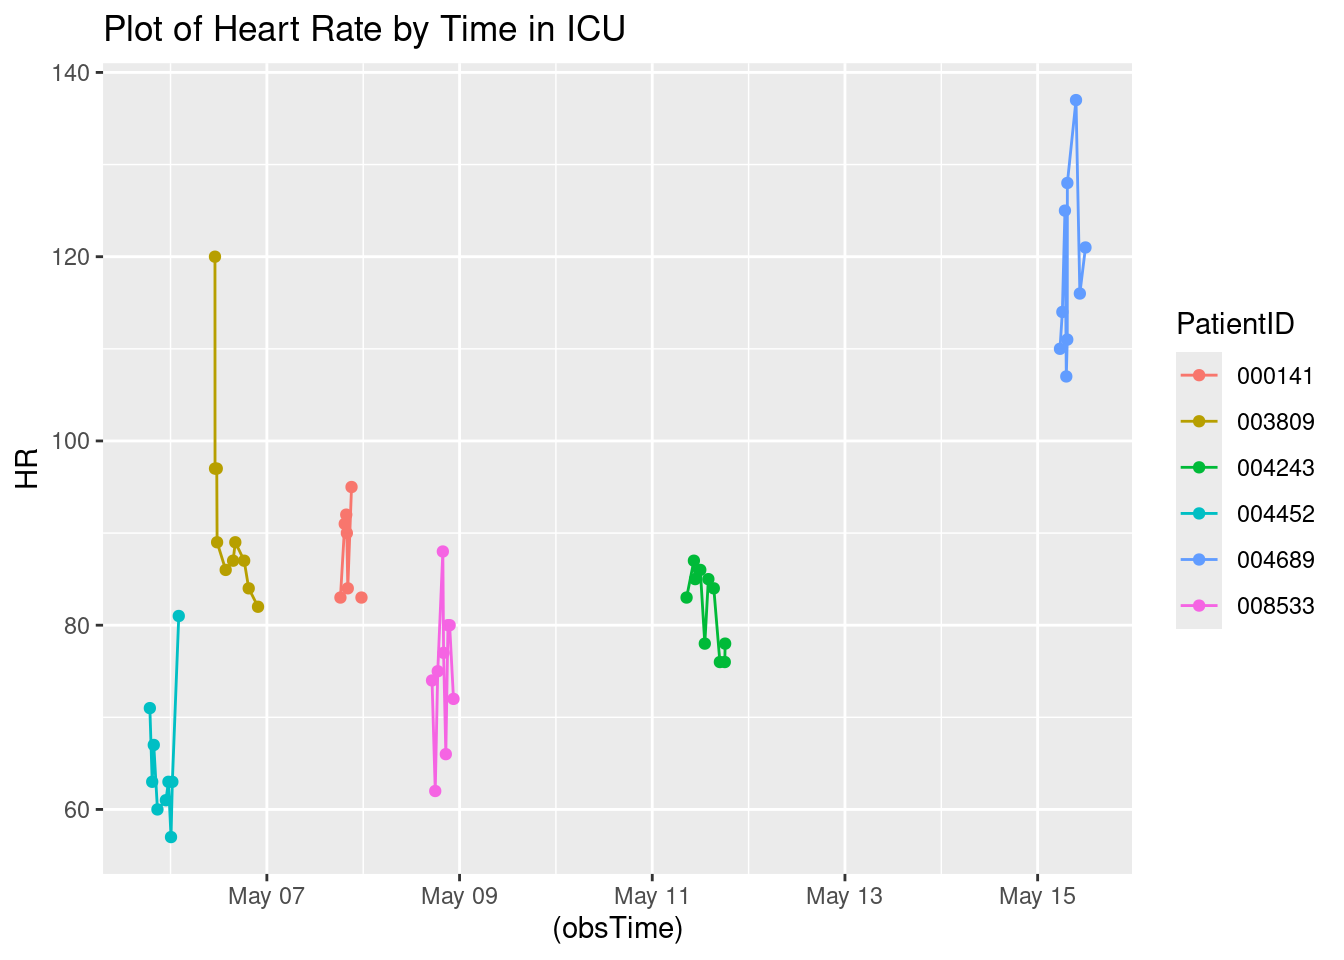 Plot of Heart Rate by Time in ICU
140
120
100
80
60
HR
May 07
May 09
May 11
May 13
May 15
(obsTime)
PatientID
000141
003809
004243
004452
004689
008533